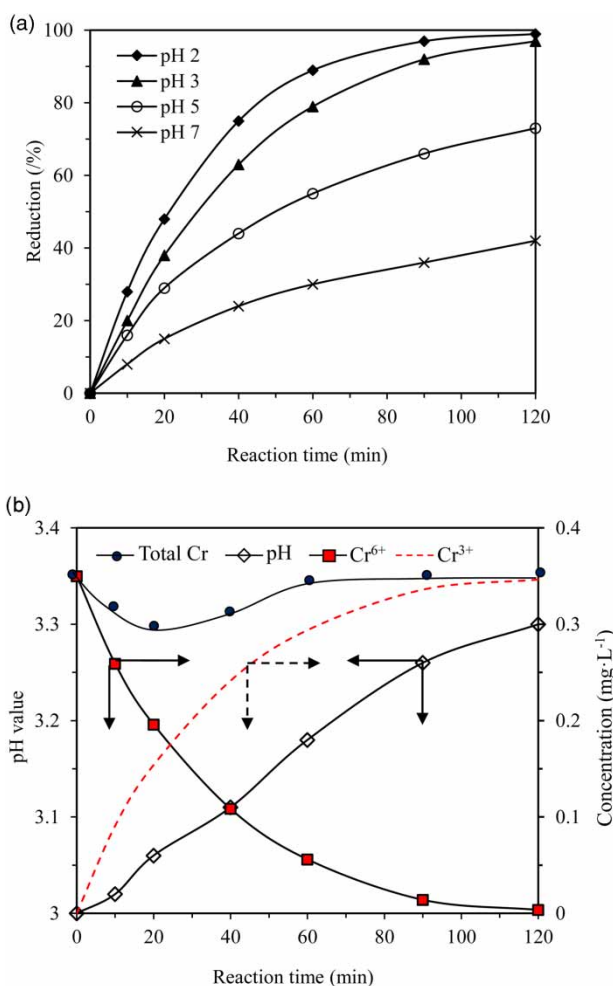 (a)
100
80
60
40
20
0
Reduction (/%)
pH 2
pH 3
pH 5
pH 7
0 20 40 60 80 100 120
Reaction time (min)
(b)
3.4
3.3
3.2
3.1
3
pH value
Total Cr pH Cr⁶⁺ Cr³⁺
0.4
0.3
0.2
0.1
0
Concentration (mg·L⁻¹)
0 20 40 60 80 100 120
Reaction time (min)